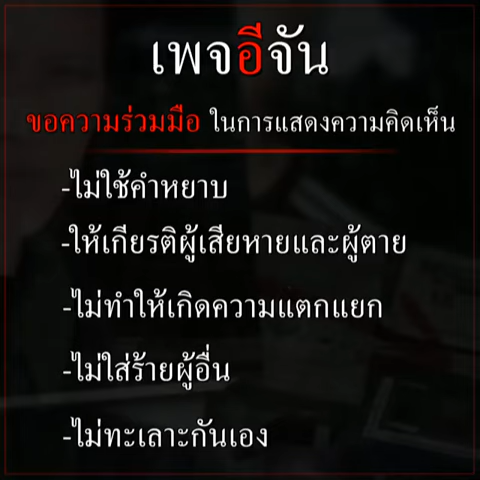 เพจอีจัน
ขอความร่วมมือ ในการแสดงความคิดเห็น
-ไม่ใช้คำหยาบ
-ให้เกียรติผู้เสียหายและผู้ตาย
-ไม่ทำให้เกิดความแตกแยก
-ไม่ใส่ร้ายผู้อื่น
-ไม่ทะเลาะกันเอง